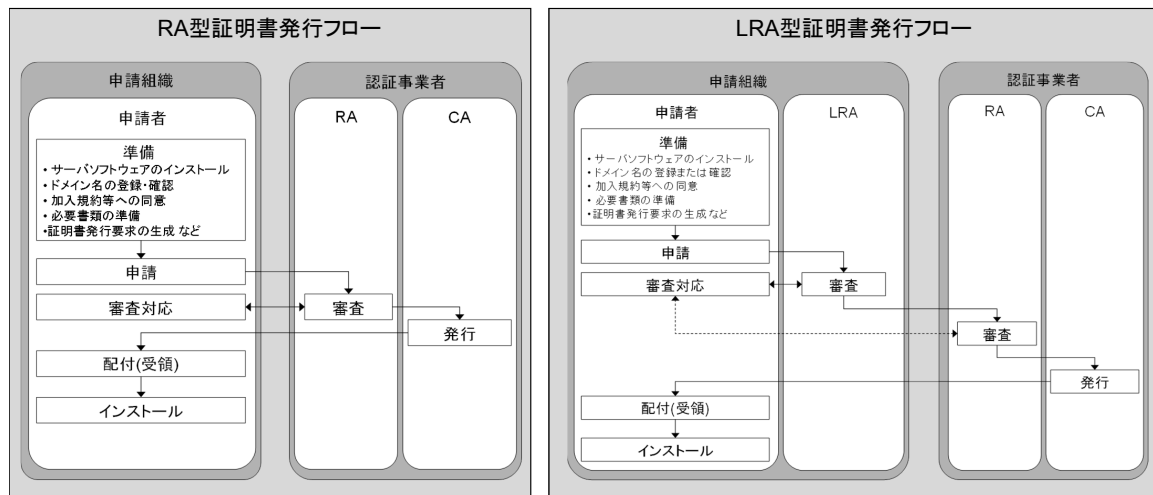 RA型証明書発行フロー
申請組織
認証事業者
申請者
RA
CA
準備
・サーバソフトウェアのインストール
・ドメイン名の登録・確認
・加入規約等への同意
・必要書類の準備
・証明書発行要求の生成 など
申請
審査対応
審査
発行
配付(受領)
インストール
LRA型証明書発行フロー
申請組織
認証事業者
申請者
LRA
RA
CA
準備
・サーバソフトウェアのインストール
・ドメイン名の登録または確認
・加入規約等への同意
・必要書類の準備
・証明書発行要求の生成 など
申請
審査対応
審査
審査
発行
配付(受領)
インストール